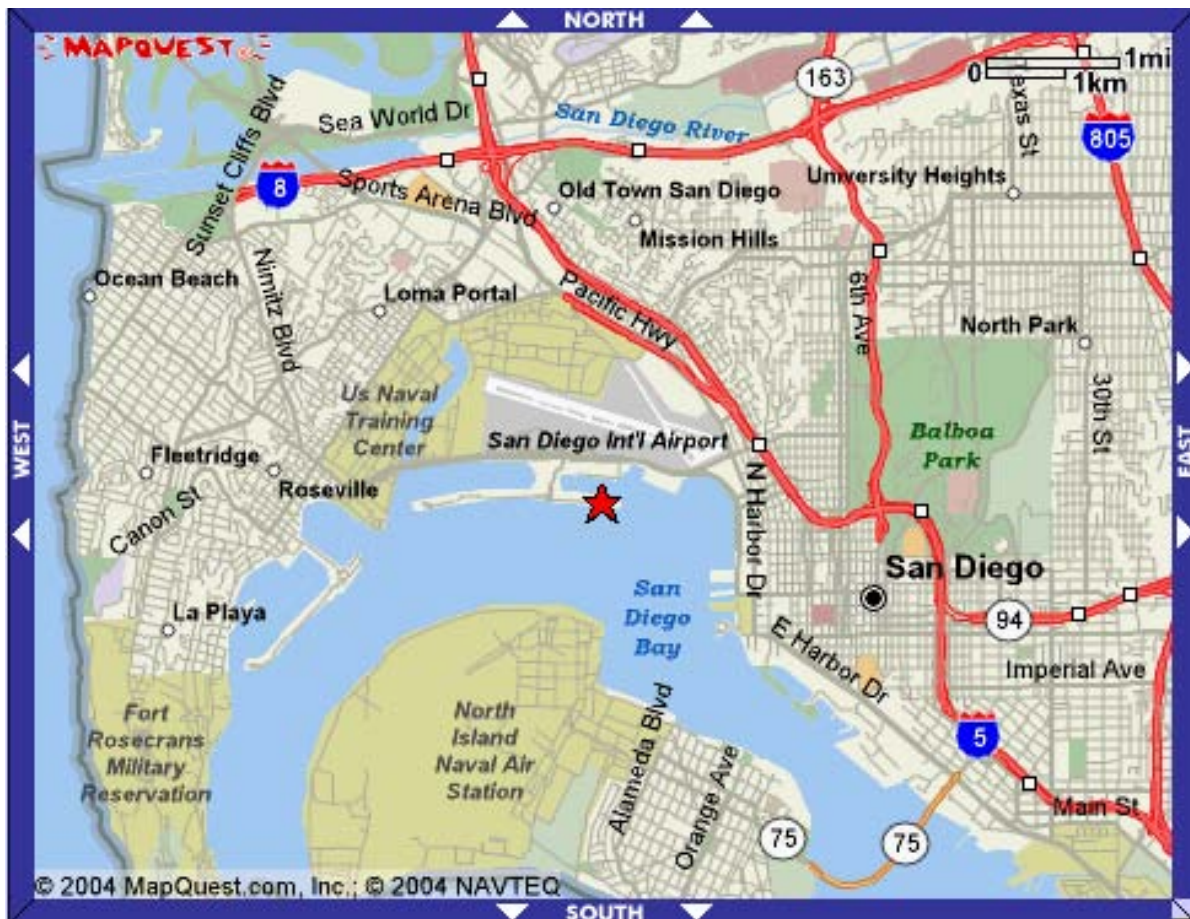 NORTH
MAPQUEST
163
0 1mi
1km
Sea World Dr
San Diego River
Texas St
805
Sunset Cliffs Blvd
8
Sports Arena Blvd
Old Town San Diego
University Heights
Mission Hills
Ocean Beach
Nimitz Blvd
Loma Portal
Pacific Hwy
6th Ave
North Park
30th St
WEST
EAST
Us Naval
Training
Center
San Diego Int'l Airport
Balboa
Park
Fleetridge
Roseville
Canon St
N Harbor Dr
San Diego
San
Diego
Bay
La Playa
94
E Harbor Dr
Imperial Ave
Fort
Rosecrans
Military
Reservation
North
Island
Naval Air
Station
Alameda Blvd
Orange Ave
5
Main St
75
75
© 2004 MapQuest.com, Inc.; © 2004 NAVTEQ
SOUTH